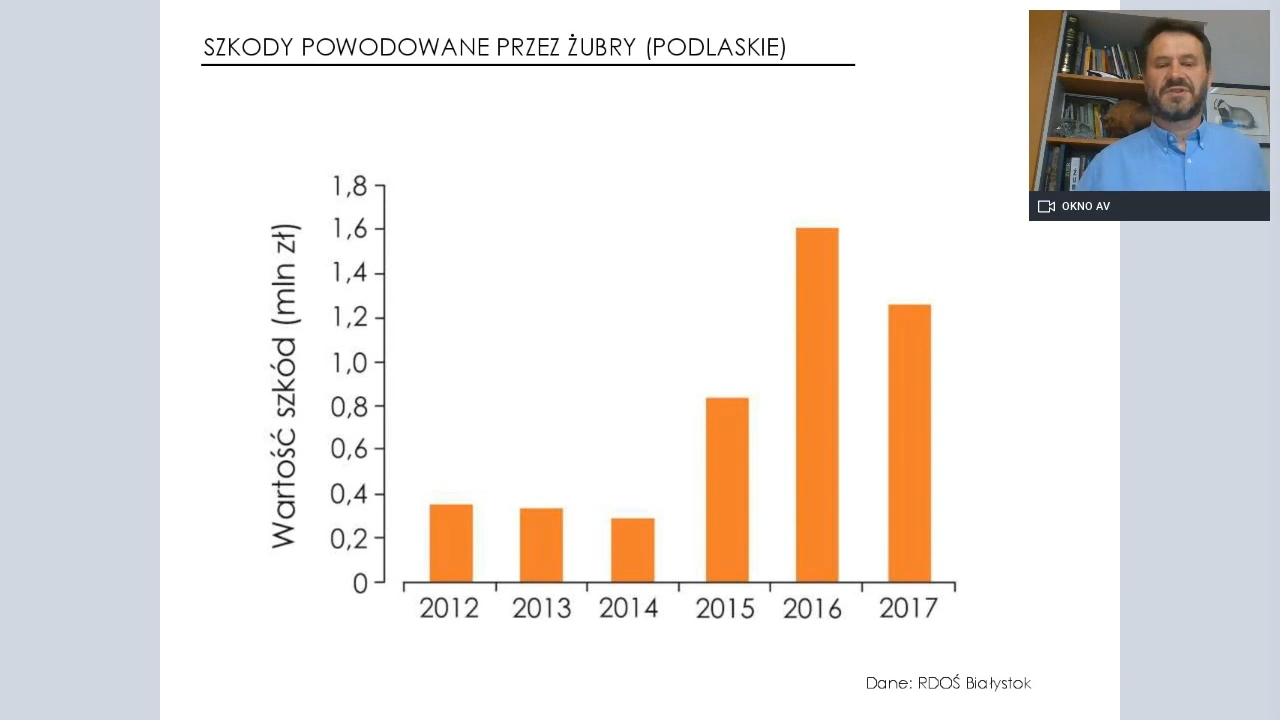 SZKODY POWODOWANE PRZEZ ŻUBRY (PODLASKIE)
OKNO AV
Wartość szkód (mln zł)
1,8
1,6
1,4
1,2
1,0
0,8
0,6
0,4
0,2
0
2012 2013 2014 2015 2016 2017
Dane: RDOŚ Białystok